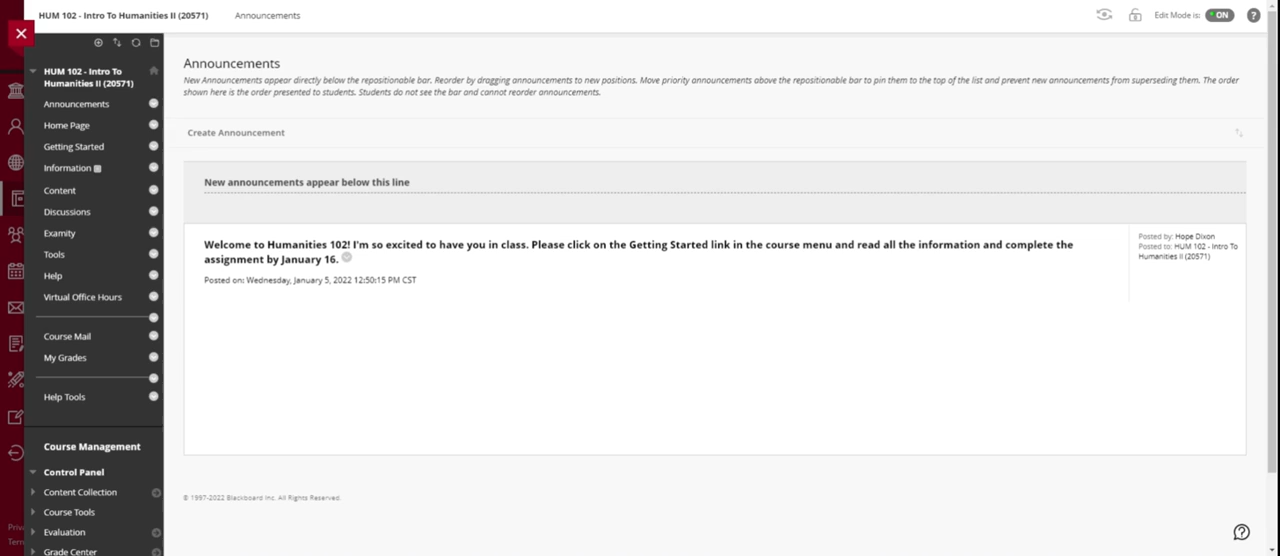 HUM 102 - Intro To Humanities II (20571)
Announcements
Edit Mode is:
ON
?
HUM 102 - Intro To
Humanities II (20571)
Announcements
Home Page
Getting Started
Information
Content
Discussions
Examity
Tools
Help
Virtual Office Hours
Course Mail
My Grades
Help Tools
Course Management
Control Panel
Content Collection
Course Tools
Evaluation
Grade Center
Announcements
New Announcements appear directly below the repositionable bar. Reorder by dragging announcements to new positions. Move priority announcements above the repositionable bar to pin them to the top of the list and prevent new announcements from superseding them. The order
shown here is the order presented to students. Students do not see the bar and cannot reorder announcements.
Create Announcement
New announcements appear below this line
Welcome to Humanities 102! I'm so excited to have you in class. Please click on the Getting Started link in the course menu and read all the information and complete the
assignment by January 16.
Posted on: Wednesday, January 5, 2022 12:50:15 PM CST
Posted by: Hope Dixon
Posted to: HUM 102 - Intro To
Humanities II (20571)
© 1997-2022 Blackboard Inc. All Rights Reserved.
Priv
Term